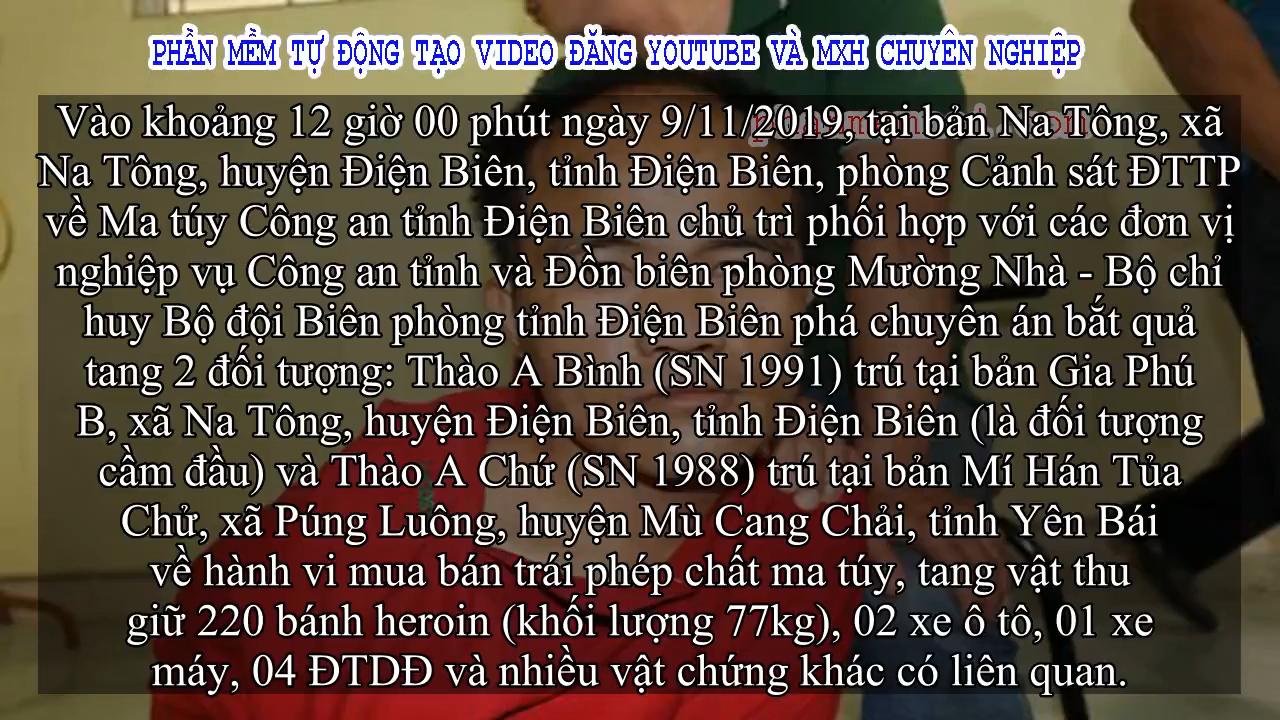 PHẦN MỀM TỰ ĐỘNG TẠO VIDEO ĐĂNG YOUTUBE VÀ MXH CHUYÊN NGHIỆP
Vào khoảng 12 giờ 00 phút ngày 9/11/2019, tại bản Na Tông, xã
Na Tông, huyện Điện Biên, tỉnh Điện Biên, phòng Cảnh sát ĐTTP
về Ma túy Công an tỉnh Điện Biên chủ trì phối hợp với các đơn vị
nghiệp vụ Công an tỉnh và Đồn biên phòng Mường Nhà - Bộ chỉ
huy Bộ đội Biên phòng tỉnh Điện Biên phá chuyên án bắt quả
tang 2 đối tượng: Thào A Bình (SN 1991) trú tại bản Gia Phú
B, xã Na Tông, huyện Điện Biên, tỉnh Điện Biên (là đối tượng
cầm đầu) và Thào A Chứ (SN 1988) trú tại bản Mí Hán Tủa
Chử, xã Púng Luông, huyện Mù Cang Chải, tỉnh Yên Bái
về hành vi mua bán trái phép chất ma túy, tang vật thu
giữ 220 bánh heroin (khối lượng 77kg), 02 xe ô tô, 01 xe
máy, 04 ĐTDĐ và nhiều vật chứng khác có liên quan.